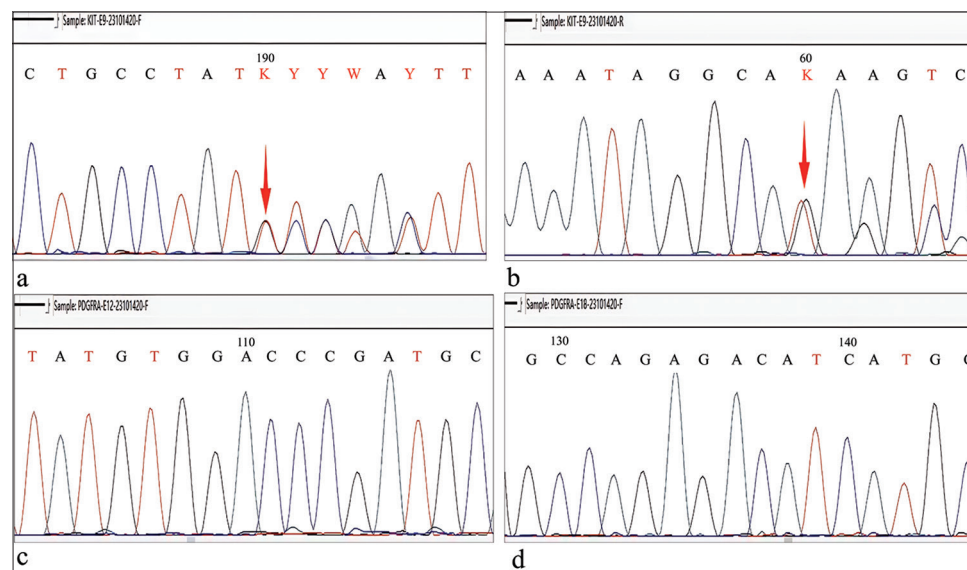 Sample: KIT-E9-23101420-F
190
C T G C C T A T K Y Y W A Y T T
a
Sample: KIT-E9-23101420-R
60
A A A T A G G C A K A A G T C
b
Sample: PDGFRA-E12-23101420-F
110
T A T G T G G A C C C G A T G C
c
Sample: PDGFRA-E18-23101420-F
130 140
G C C A G A G A C A T C A T G C
d